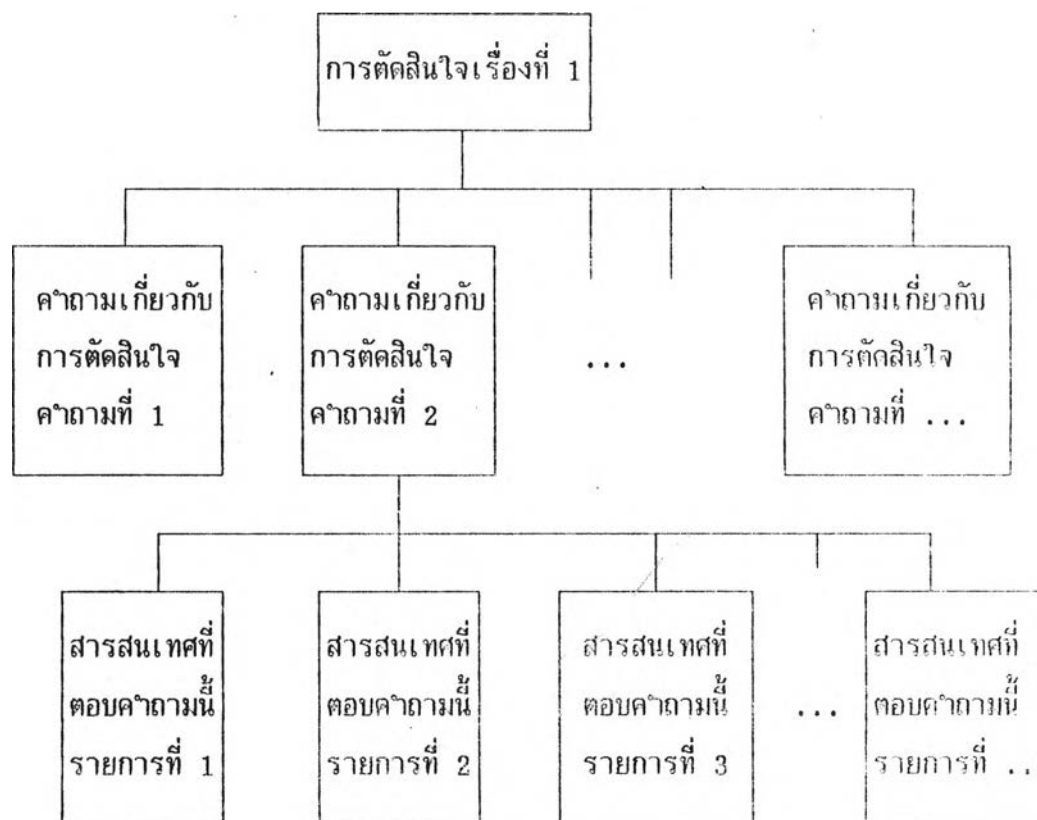 การตัดสินใจเรื่องที่ 1
คำถามเกี่ยวกับ
การตัดสินใจ
คำถามที่ 1
คำถามเกี่ยวกับ
การตัดสินใจ
คำถามที่ 2
...
คำถามเกี่ยวกับ
การตัดสินใจ
คำถามที่ ...
สารสนเทศที่
ตอบคำถามนี้
รายการที่ 1
สารสนเทศที่
ตอบคำถามนี้
รายการที่ 2
สารสนเทศที่
ตอบคำถามนี้
รายการที่ 3
...
สารสนเทศที่
ตอบคำถามนี้
รายการที่ ..